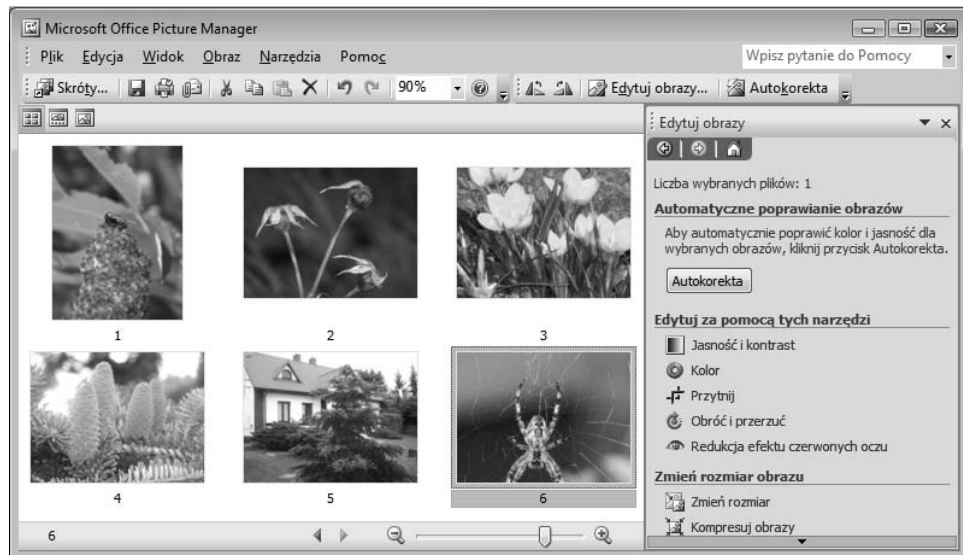 Microsoft Office Picture Manager
Plik Edycja Widok Obraz Narzędzia Pomoc Wpisz pytanie do Pomocy
Skróty... 90% Edytuj obrazy... Autokorekta
Edytuj obrazy
Liczba wybranych plików: 1
Automatyczne poprawianie obrazów
Aby automatycznie poprawić kolor i jasność dla
wybranych obrazów, kliknij przycisk Autokorekta.
Autokorekta
1 2 3
Edytuj za pomocą tych narzędzi
Jasność i kontrast
Kolor
Przytnij
Obróć i przerzuć
Redukcja efektu czerwonych oczu
4 5 6
Zmień rozmiar obrazu
Zmień rozmiar
Kompresuj obrazy
6